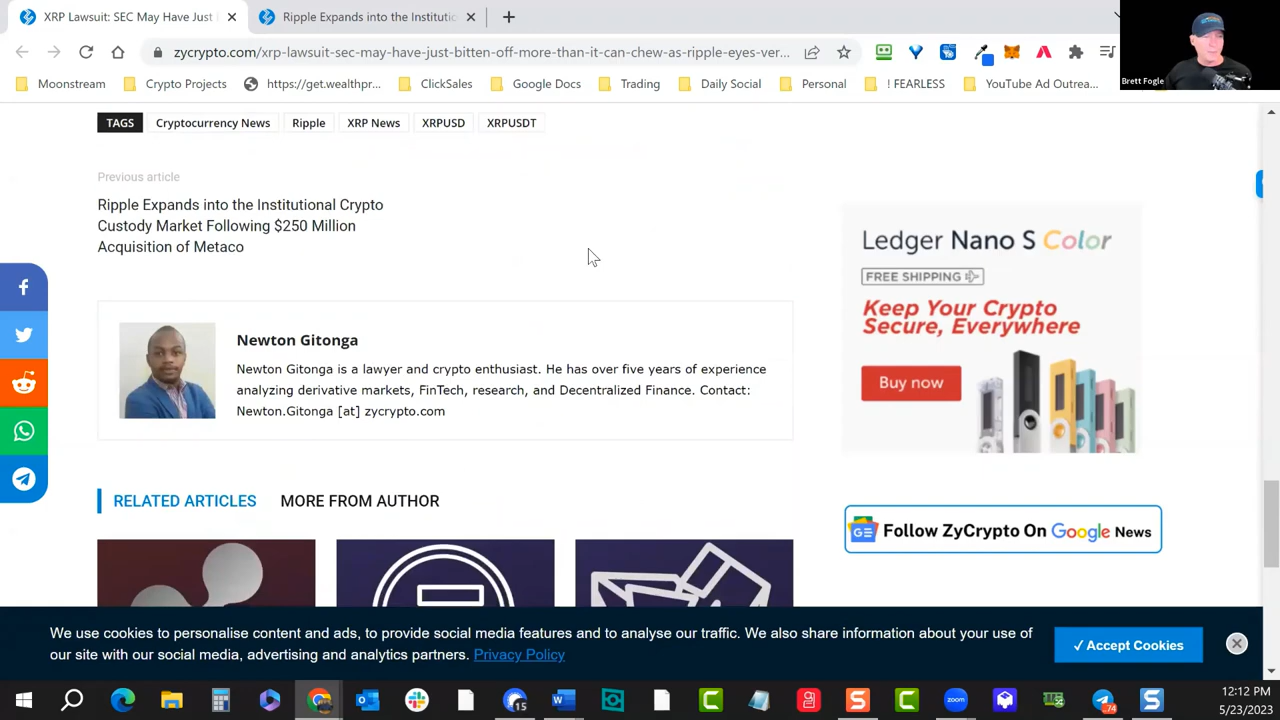 XRP Lawsuit: SEC May Have Just
Ripple Expands into the Institutio
zycrypto.com/xrp-lawsuit-sec-may-have-just-bitten-off-more-than-it-can-chew-as-ripple-eyes-ver...
Moonstream
Crypto Projects
https://get.wealthpr...
ClickSales
Google Docs
Trading
Daily Social
Personal
! FEARLESS
YouTube Ad Outrea...
Brett Fogle
TAGS
Cryptocurrency News
Ripple
XRP News
XRPUSD
XRPUSDT
Previous article
Ripple Expands into the Institutional Crypto
Custody Market Following $250 Million
Acquisition of Metaco
Newton Gitonga
Newton Gitonga is a lawyer and crypto enthusiast. He has over five years of experience
analyzing derivative markets, FinTech, research, and Decentralized Finance. Contact:
Newton.Gitonga [at] zycrypto.com
RELATED ARTICLES
MORE FROM AUTHOR
Ledger Nano S Color
FREE SHIPPING
Keep Your Crypto
Secure, Everywhere
Buy now
GE Follow ZyCrypto On Google News
We use cookies to personalise content and ads, to provide social media features and to analyse our traffic. We also share information about your use of
our site with our social media, advertising and analytics partners. Privacy Policy
✓ Accept Cookies
15
74
12:12 PM
5/23/2023